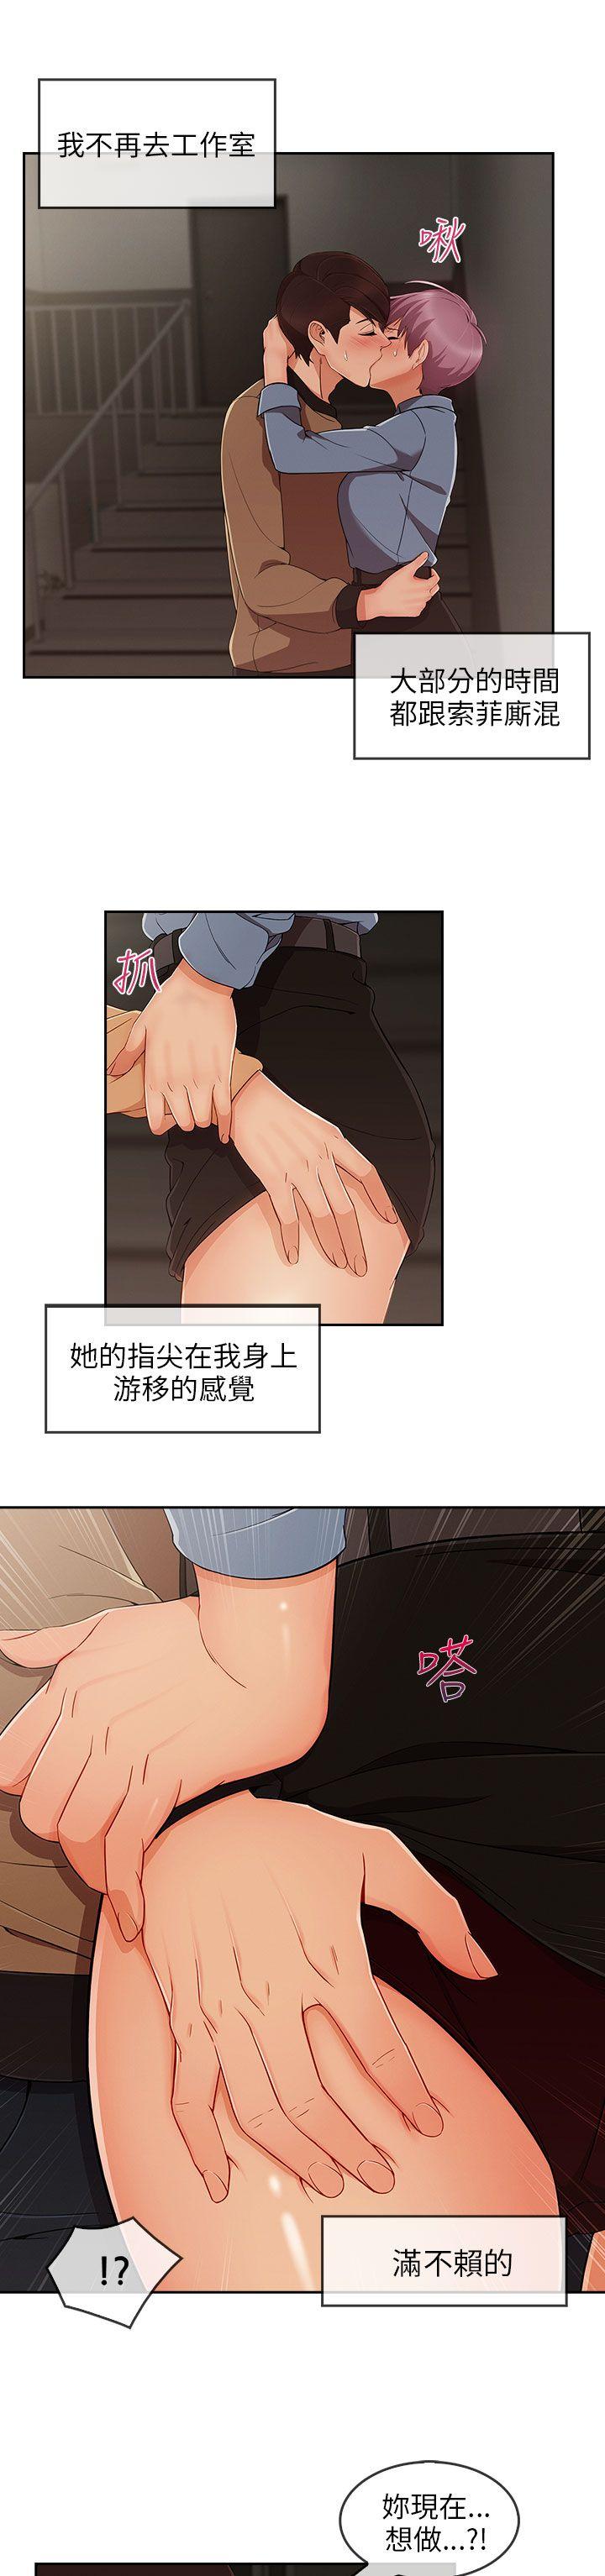 我不再去工作室
啾
大部分的時間
都跟索菲廝混
抓
她的指尖在我身上
游移的感覺
嗒
!?
滿不賴的
妳現在...
想做...?!